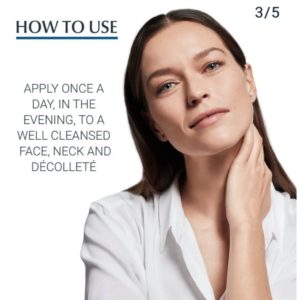 HOW TO USE
3/5
APPLY ONCE A
DAY, IN THE
EVENING, TO A
WELL CLEANSED
FACE, NECK AND
DÉCOLLETÉ